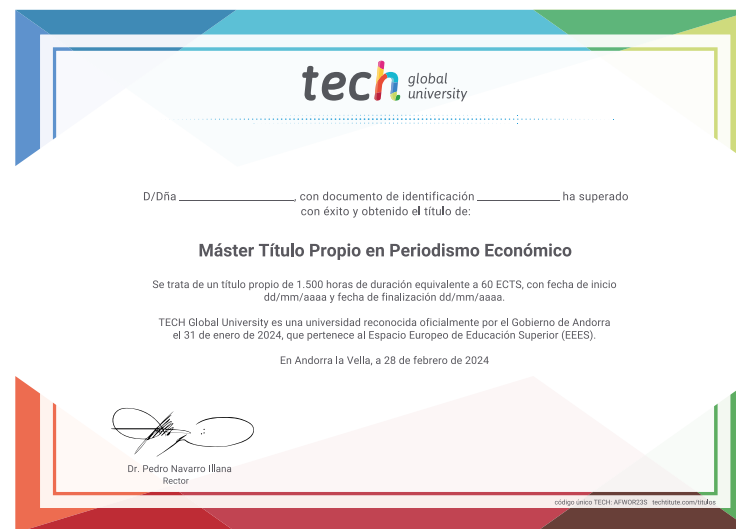 tech global university
D/Dña ____________________, con documento de identificación ______________ ha superado
con éxito y obtenido el título de:
Máster Título Propio en Periodismo Económico
Se trata de un título propio de 1.500 horas de duración equivalente a 60 ECTS, con fecha de inicio
dd/mm/aaaa y fecha de finalización dd/mm/aaaa.
TECH Global University es una universidad reconocida oficialmente por el Gobierno de Andorra
el 31 de enero de 2024, que pertenece al Espacio Europeo de Educación Superior (EEES).
En Andorra la Vella, a 28 de febrero de 2024
Dr. Pedro Navarro Illana
Rector
código único TECH: AFWOR23S techtitute.com/titulos